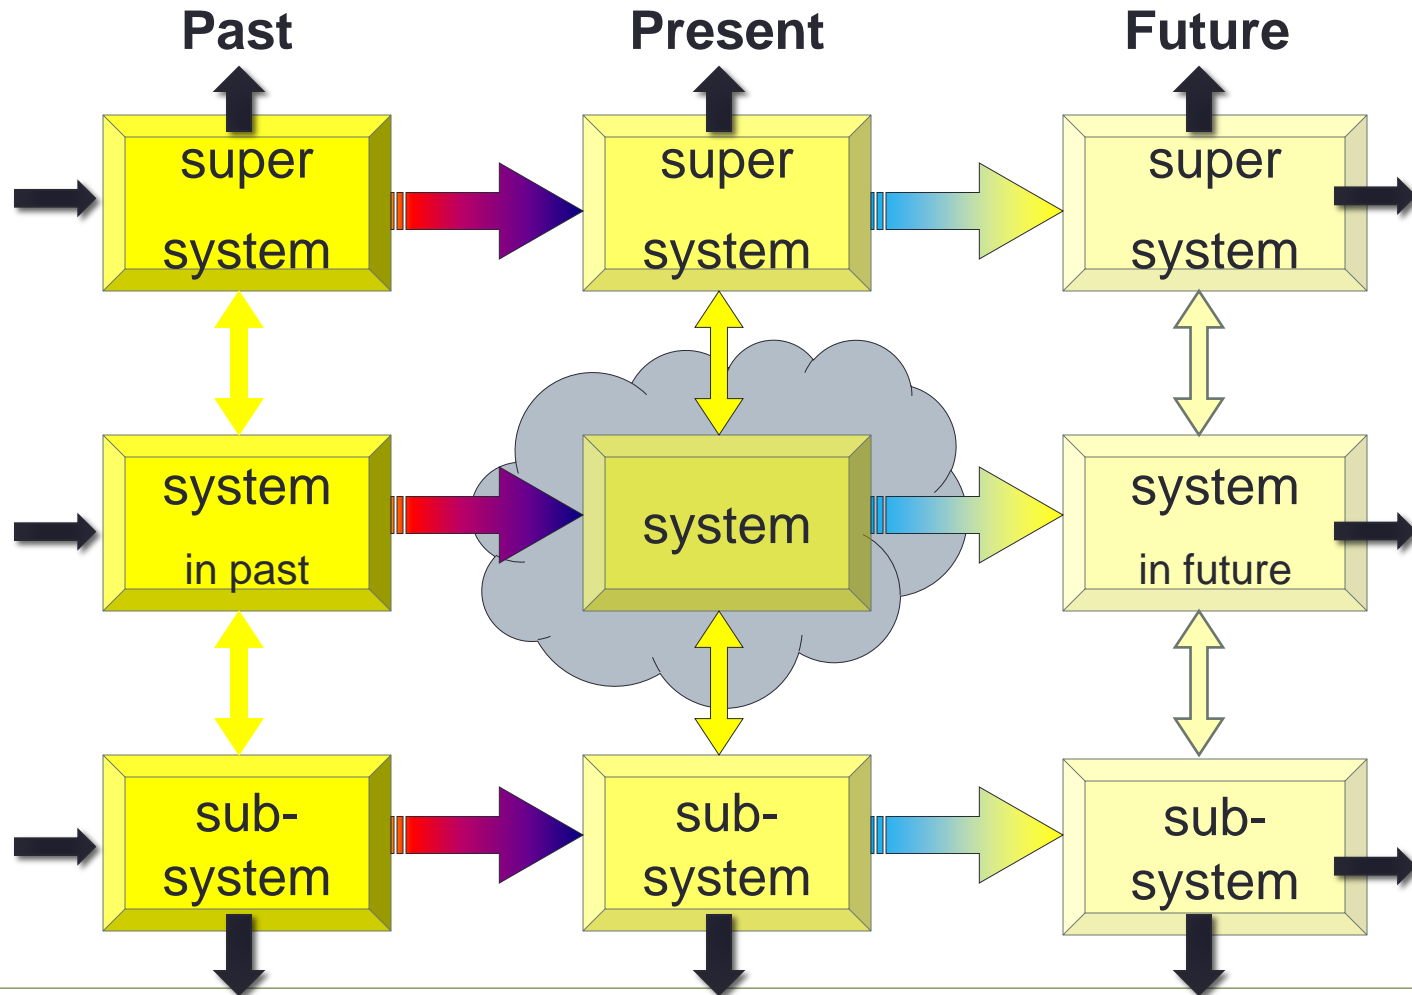 Past Present Future
super
system
super
system
super
system
system
in past
system
system
in future
sub-
system
sub-
system
sub-
system